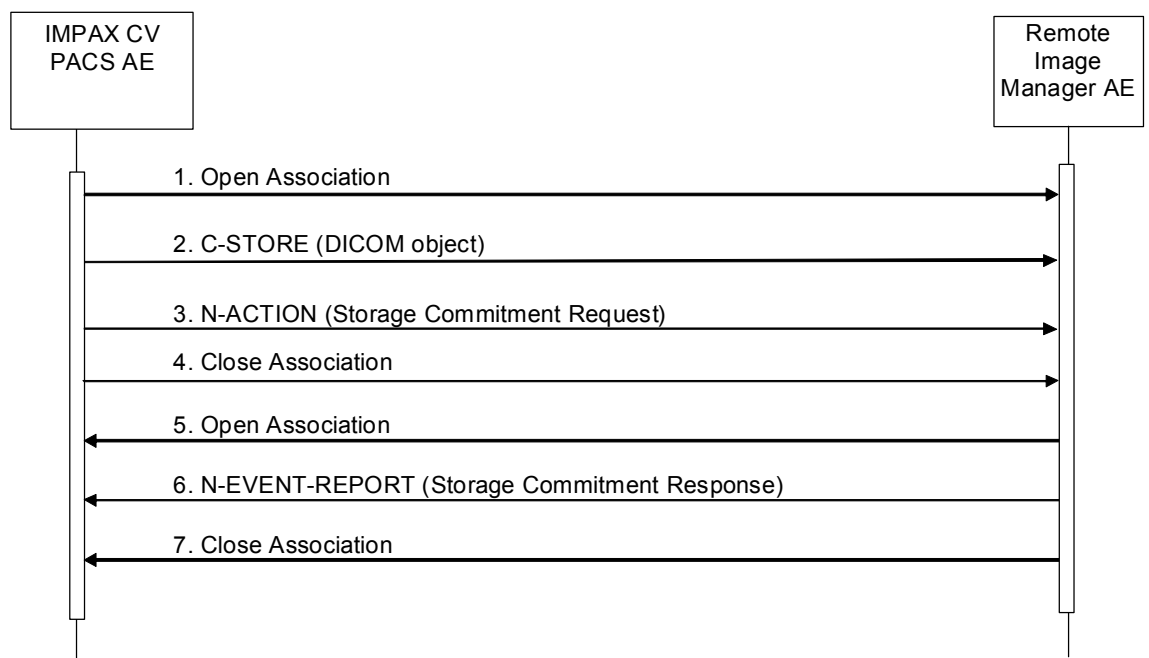 IMPAX CV
PACS AE
Remote
Image
Manager AE
1. Open Association
2. C-STORE (DICOM object)
3. N-ACTION (Storage Commitment Request)
4. Close Association
5. Open Association
6. N-EVENT-REPORT (Storage Commitment Response)
7. Close Association